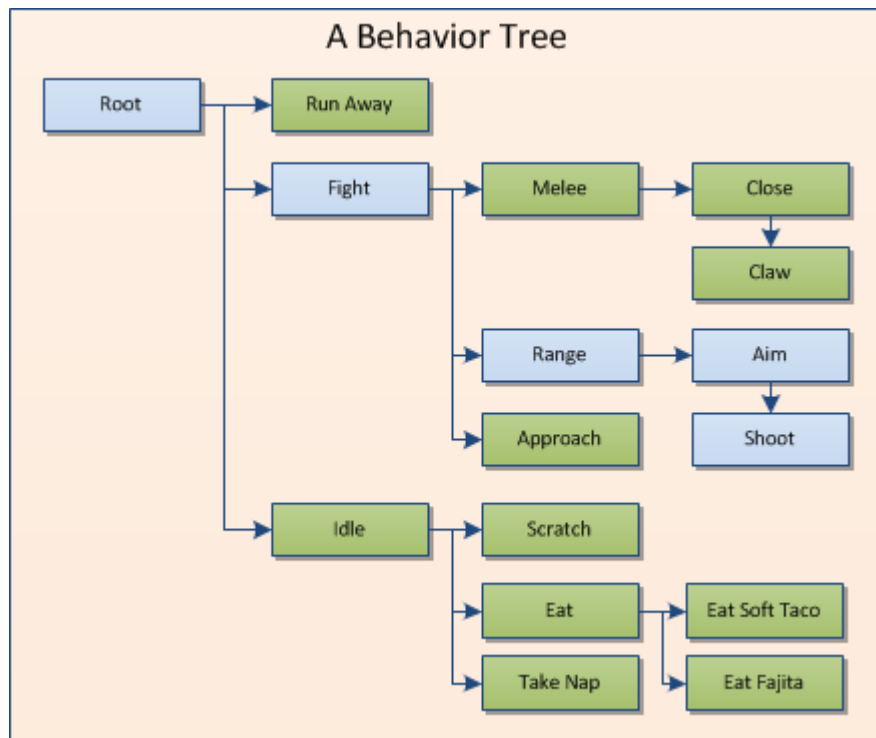 A Behavior Tree
Root
Run Away
Fight
Melee
Close
Claw
Range
Aim
Approach
Shoot
Idle
Scratch
Eat
Eat Soft Taco
Take Nap
Eat Fajita